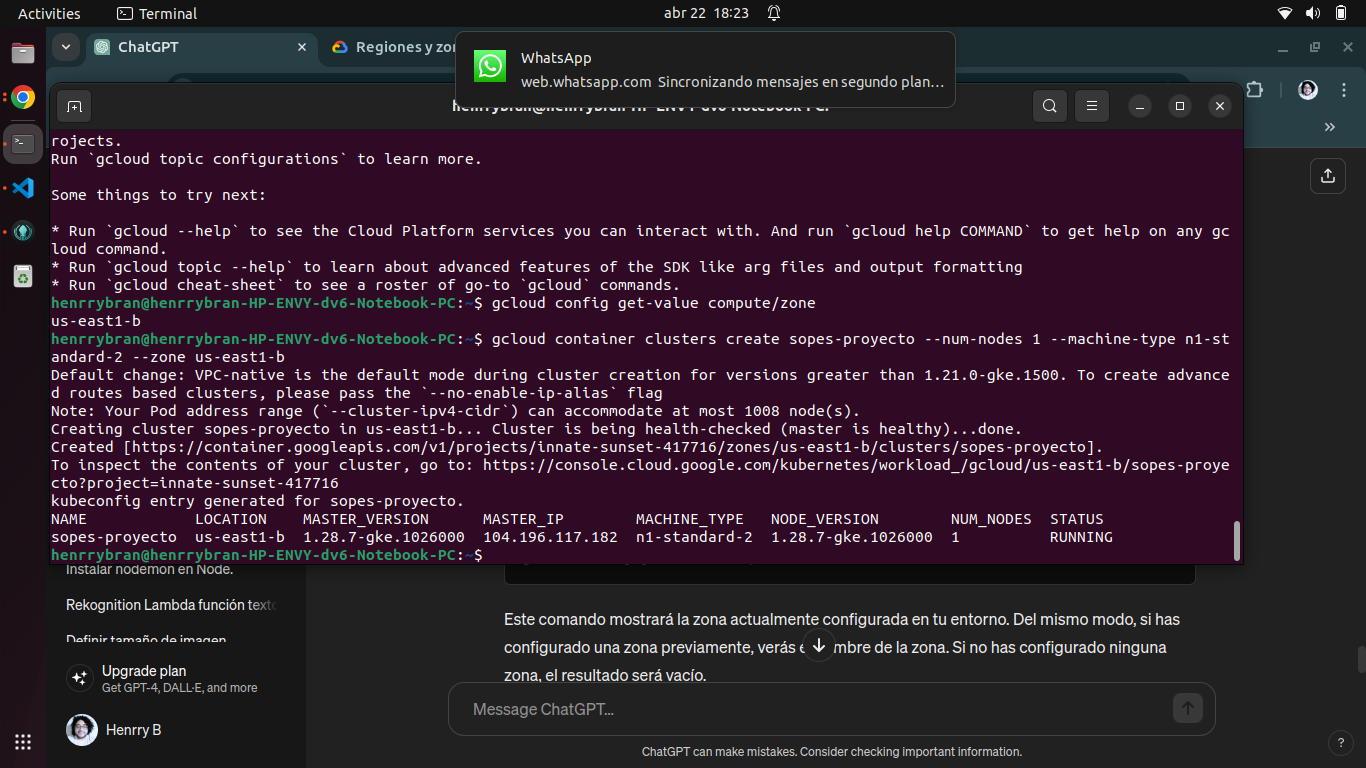 Activities
Terminal
abr 22 18:23
ChatGPT
Regiones y zo
WhatsApp
web.whatsapp.com Sincronizando mensajes en segundo plan…
henrrybran@henrrybran-HP-ENVY-dv6-Notebook-PC:
rojects.
Run `gcloud topic configurations` to learn more.
Some things to try next:
* Run `gcloud --help` to see the Cloud Platform services you can interact with. And run `gcloud help COMMAND` to get help on any gc
loud command.
* Run `gcloud topic --help` to learn about advanced features of the SDK like arg files and output formatting
* Run `gcloud cheat-sheet` to see a roster of go-to `gcloud` commands.
henrrybran@henrrybran-HP-ENVY-dv6-Notebook-PC:~$ gcloud config get-value compute/zone
us-east1-b
henrrybran@henrrybran-HP-ENVY-dv6-Notebook-PC:~$ gcloud container clusters create sopes-proyecto --num-nodes 1 --machine-type n1-st
andard-2 --zone us-east1-b
Default change: VPC-native is the default mode during cluster creation for versions greater than 1.21.0-gke.1500. To create advance
d routes based clusters, please pass the `--no-enable-ip-alias` flag
Note: Your Pod address range (`--cluster-ipv4-cidr`) can accommodate at most 1008 node(s).
Creating cluster sopes-proyecto in us-east1-b... Cluster is being health-checked (master is healthy)...done.
Created [https://container.googleapis.com/v1/projects/innate-sunset-417716/zones/us-east1-b/clusters/sopes-proyecto].
To inspect the contents of your cluster, go to: https://console.cloud.google.com/kubernetes/workload_/gcloud/us-east1-b/sopes-proye
cto?project=innate-sunset-417716
kubeconfig entry generated for sopes-proyecto.
NAME LOCATION MASTER_VERSION MASTER_IP MACHINE_TYPE NODE_VERSION NUM_NODES STATUS
sopes-proyecto us-east1-b 1.28.7-gke.1026000 104.196.117.182 n1-standard-2 1.28.7-gke.1026000 1 RUNNING
henrrybran@henrrybran-HP-ENVY-dv6-Notebook-PC:~$
Instalar nodemon en Node.
Rekognition Lambda función texto
Definir tamaño de imagen
Upgrade plan
Get GPT-4, DALL·E, and more
Henrry B
Este comando mostrará la zona actualmente configurada en tu entorno. Del mismo modo, si has
configurado una zona previamente, verás e mbre de la zona. Si no has configurado ninguna
zona, el resultado será vacío.
Message ChatGPT…
ChatGPT can make mistakes. Consider checking important information.
?